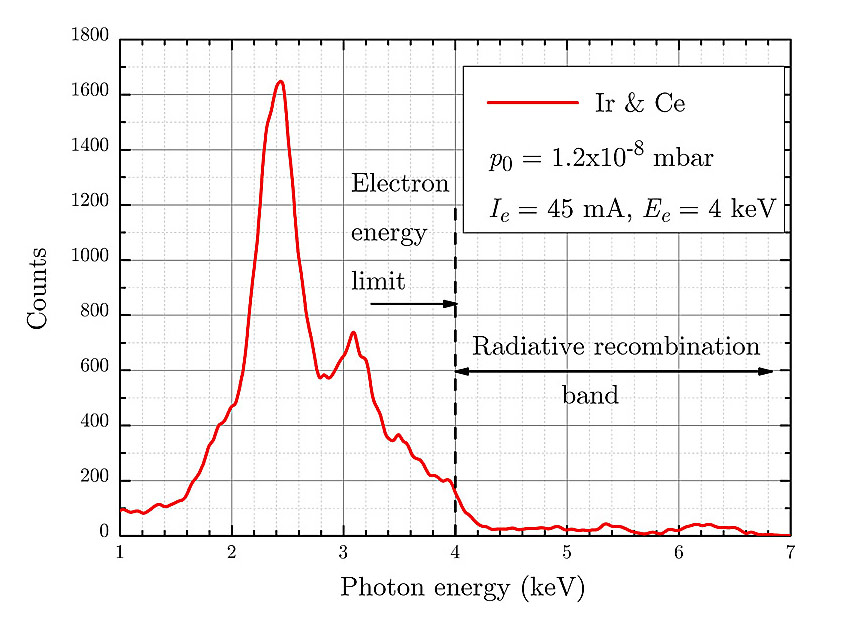 1800
1600
1400
1200
1000
800
600
400
200
0
Counts
1 2 3 4 5 6 7
Photon energy (keV)
Ir & Ce
p₀ = 1.2x10⁻⁸ mbar
Iₑ = 45 mA, Eₑ = 4 keV
Electron
energy
limit
Radiative recombination
band